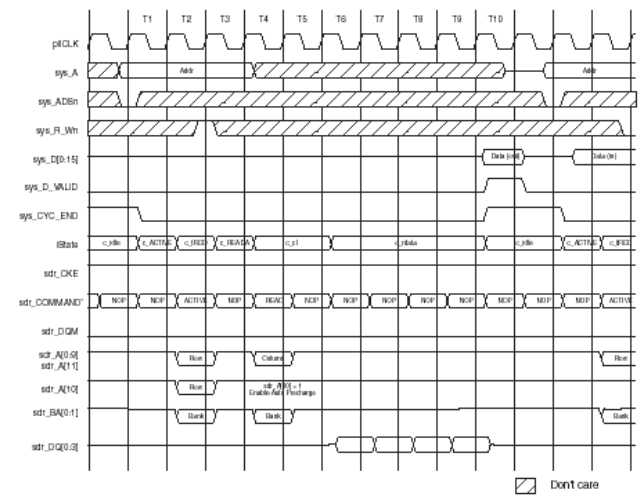 T1 T2 T3 T4 T5 T6 T7 T8 T9 T10
pllCLK
sys_A Addr Addr
sys_ADSn
sys_R_Wn
sys_D[0:15] Data (out) Data (in)
sys_D_VALID
sys_CYC_END
iState c_idle c_ACTIVE c_tRCD c_READA c_cl c_rdata c_idle c_ACTIVE c_tRCD
sdr_CKE
sdr_COMMAND NOP NOP ACTIVE NOP READ NOP NOP NOP NOP NOP NOP NOP NOP ACTIVE
sdr_DQM
sdr_A[0:9]
sdr_A[11] Row Column Row
sdr_A[10] Row sdr_A[10] = 1
Enable Auto Precharge
sdr_BA[0:1] Bank Bank Bank
sdr_DQ[0:3]
Don't care